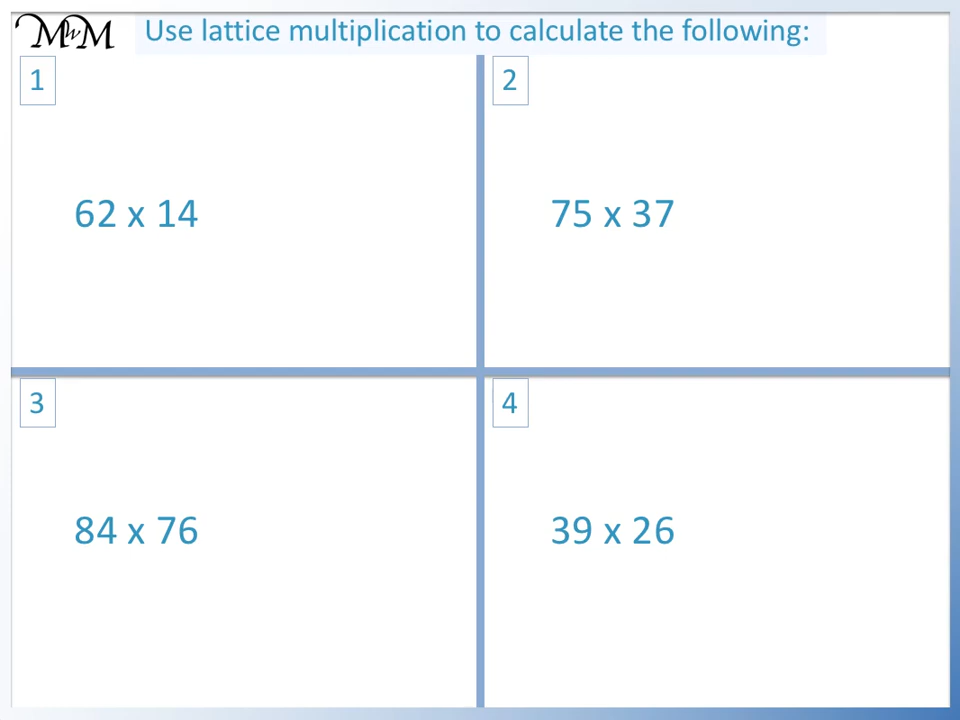 MwM
Use lattice multiplication to calculate the following:
1
2
62 x 14
75 x 37
3
4
84 x 76
39 x 26